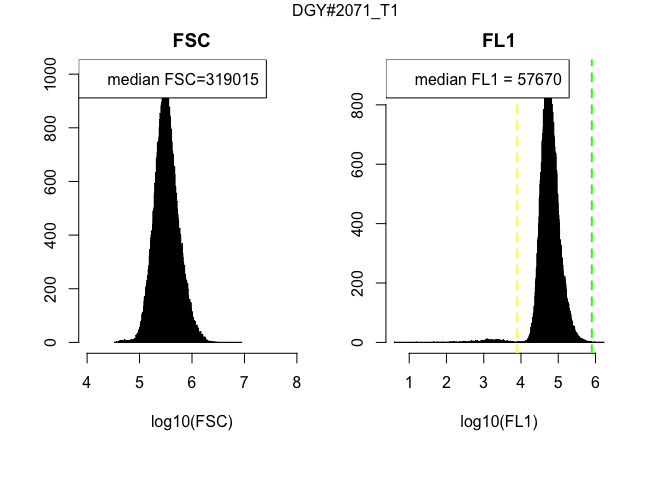 DGY#2071_T1
FSC
median FSC=319015
0
200
400
600
800
1000
4 5 6 7 8
log10(FSC)
FL1
median FL1 = 57670
0
200
400
600
800
1 2 3 4 5 6
log10(FL1)